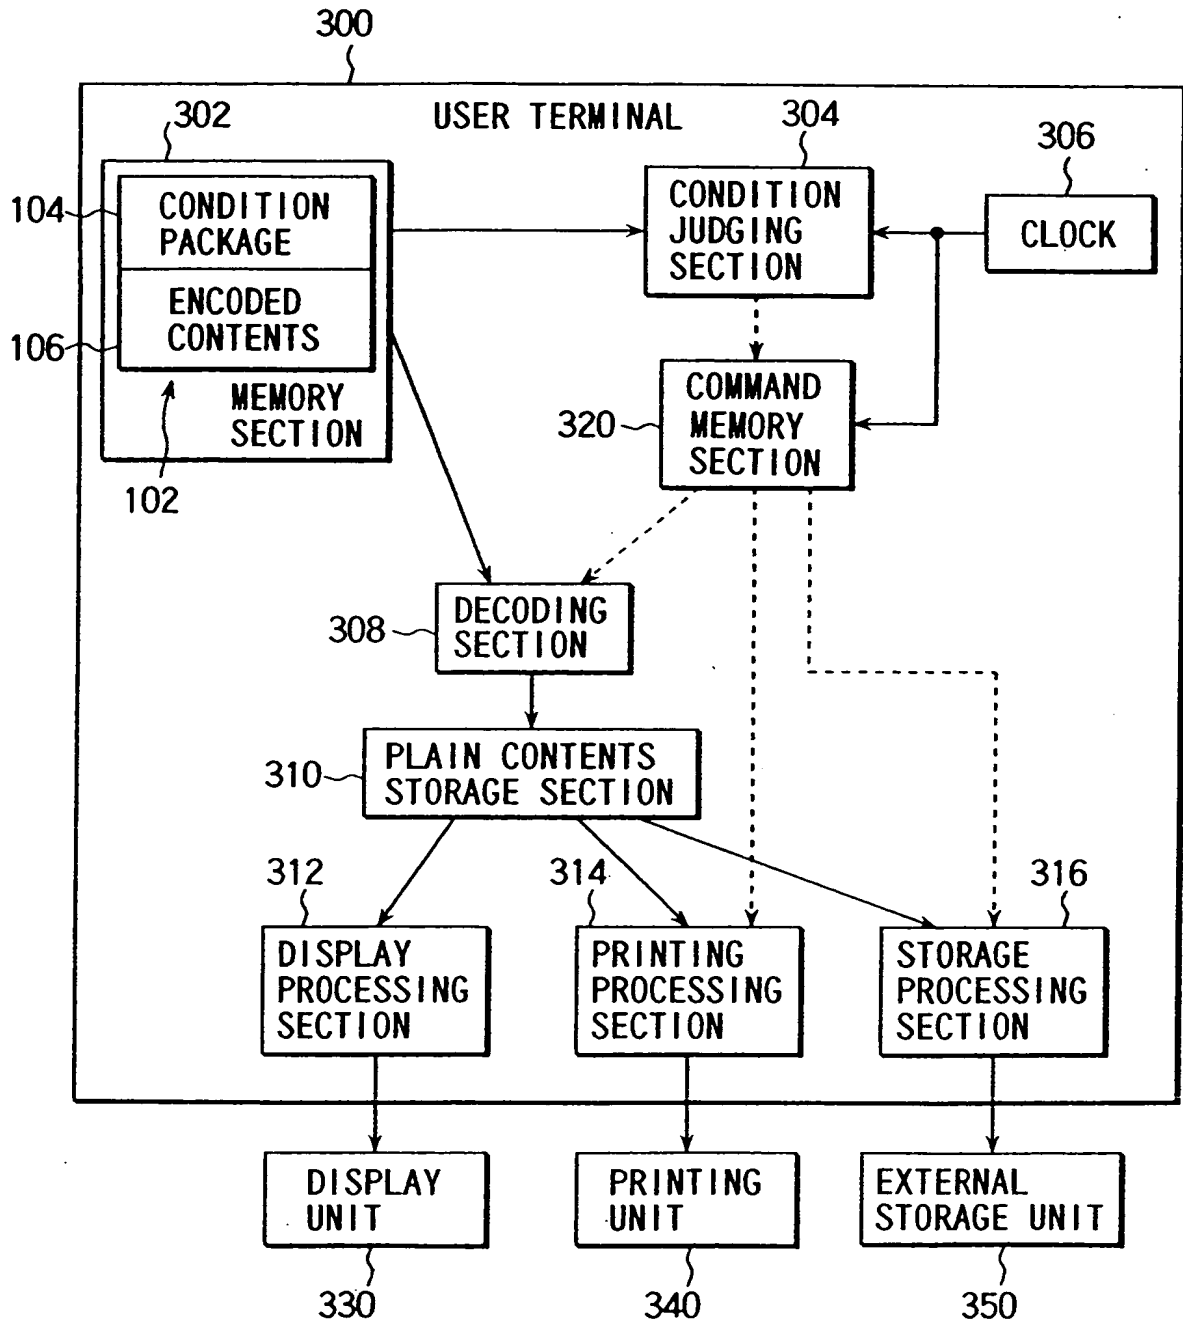 300
USER TERMINAL
302
304
306
104
CONDITION
PACKAGE
CONDITION
JUDGING
SECTION
CLOCK
106
ENCODED
CONTENTS
MEMORY
SECTION
102
320
COMMAND
MEMORY
SECTION
308
DECODING
SECTION
310
PLAIN CONTENTS
STORAGE SECTION
312
314
316
DISPLAY
PROCESSING
SECTION
PRINTING
PROCESSING
SECTION
STORAGE
PROCESSING
SECTION
DISPLAY
UNIT
PRINTING
UNIT
EXTERNAL
STORAGE UNIT
330
340
350